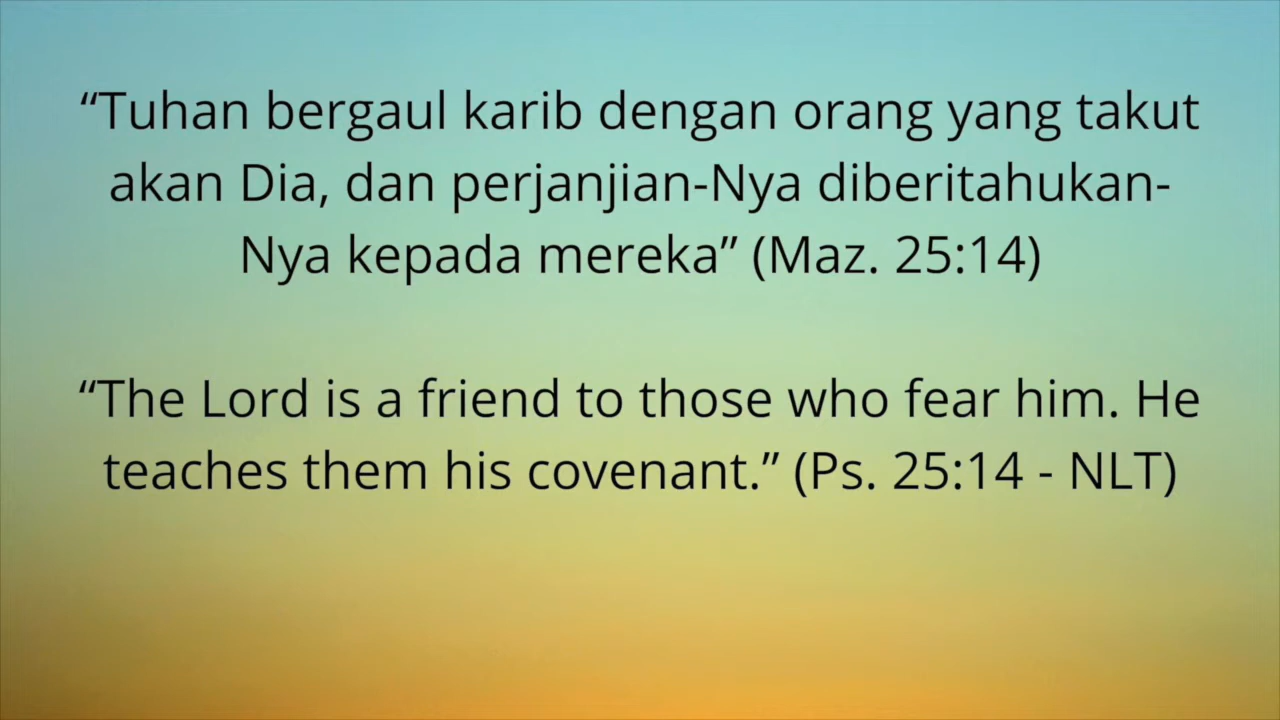 “Tuhan bergaul karib dengan orang yang takut
akan Dia, dan perjanjian-Nya diberitahukan-
Nya kepada mereka” (Maz. 25:14)
“The Lord is a friend to those who fear him. He
teaches them his covenant.” (Ps. 25:14 - NLT)